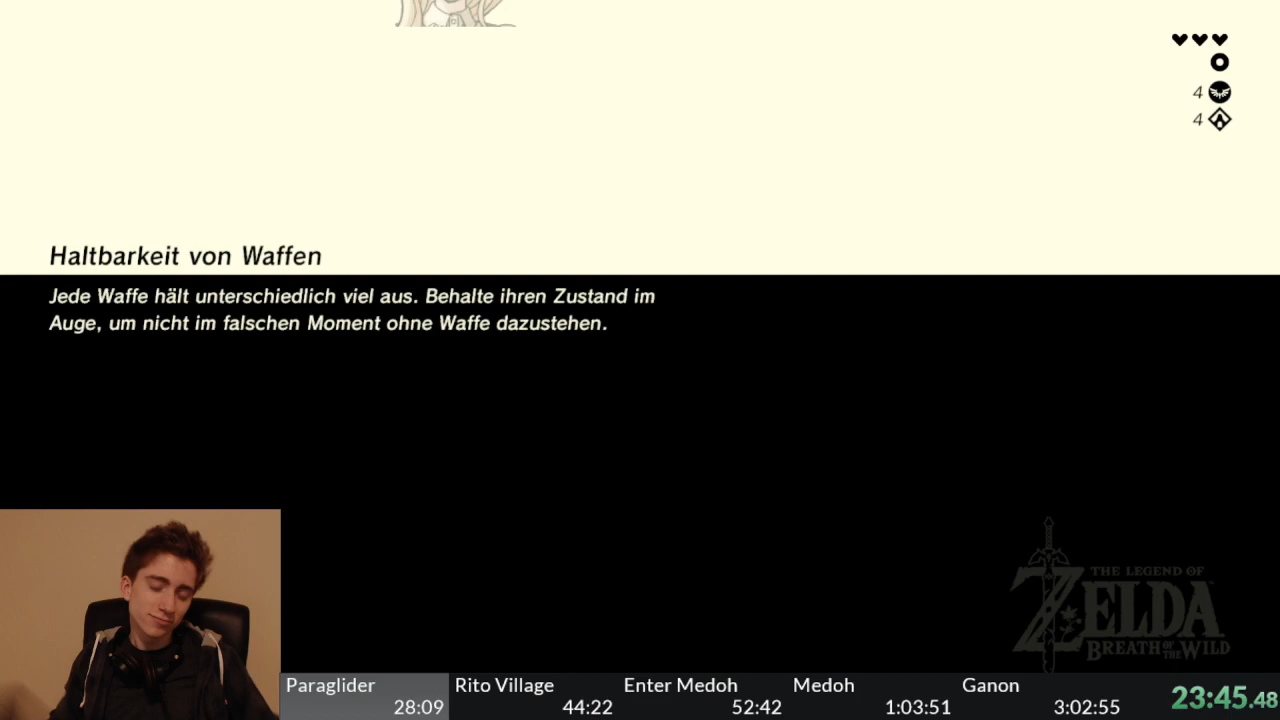 4
4
Haltbarkeit von Waffen
Jede Waffe hält unterschiedlich viel aus. Behalte ihren Zustand im
Auge, um nicht im falschen Moment ohne Waffe dazustehen.
THE LEGEND OF
ZELDA
BREATH OF THE WILD
Paraglider Rito Village Enter Medoh Medoh Ganon
28:09 44:22 52:42 1:03:51 3:02:55 23:45.48